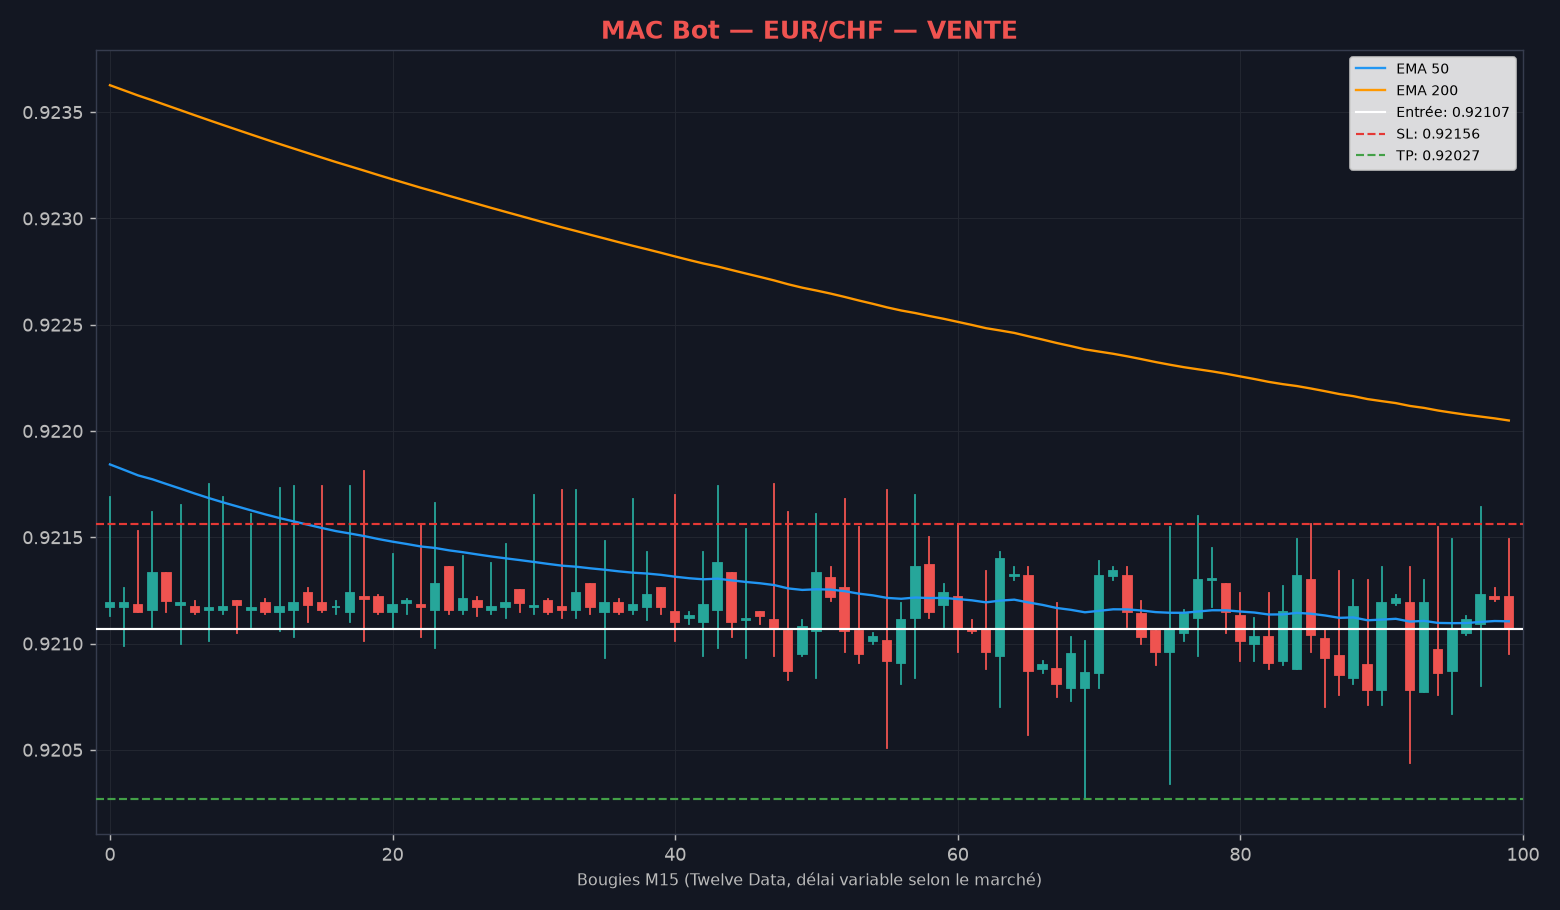 MAC Bot — EUR/CHF — VENTE
EMA 50
EMA 200
Entrée: 0.92107
SL: 0.92156
TP: 0.92027
0.9235
0.9230
0.9225
0.9220
0.9215
0.9210
0.9205
0 20 40 60 80 100
Bougies M15 (Twelve Data, délai variable selon le marché)